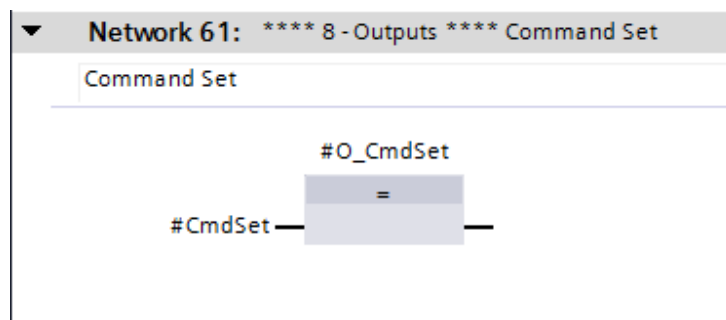 Network 61: **** 8 - Outputs **** Command Set
Command Set
#O_CmdSet
=
#CmdSet